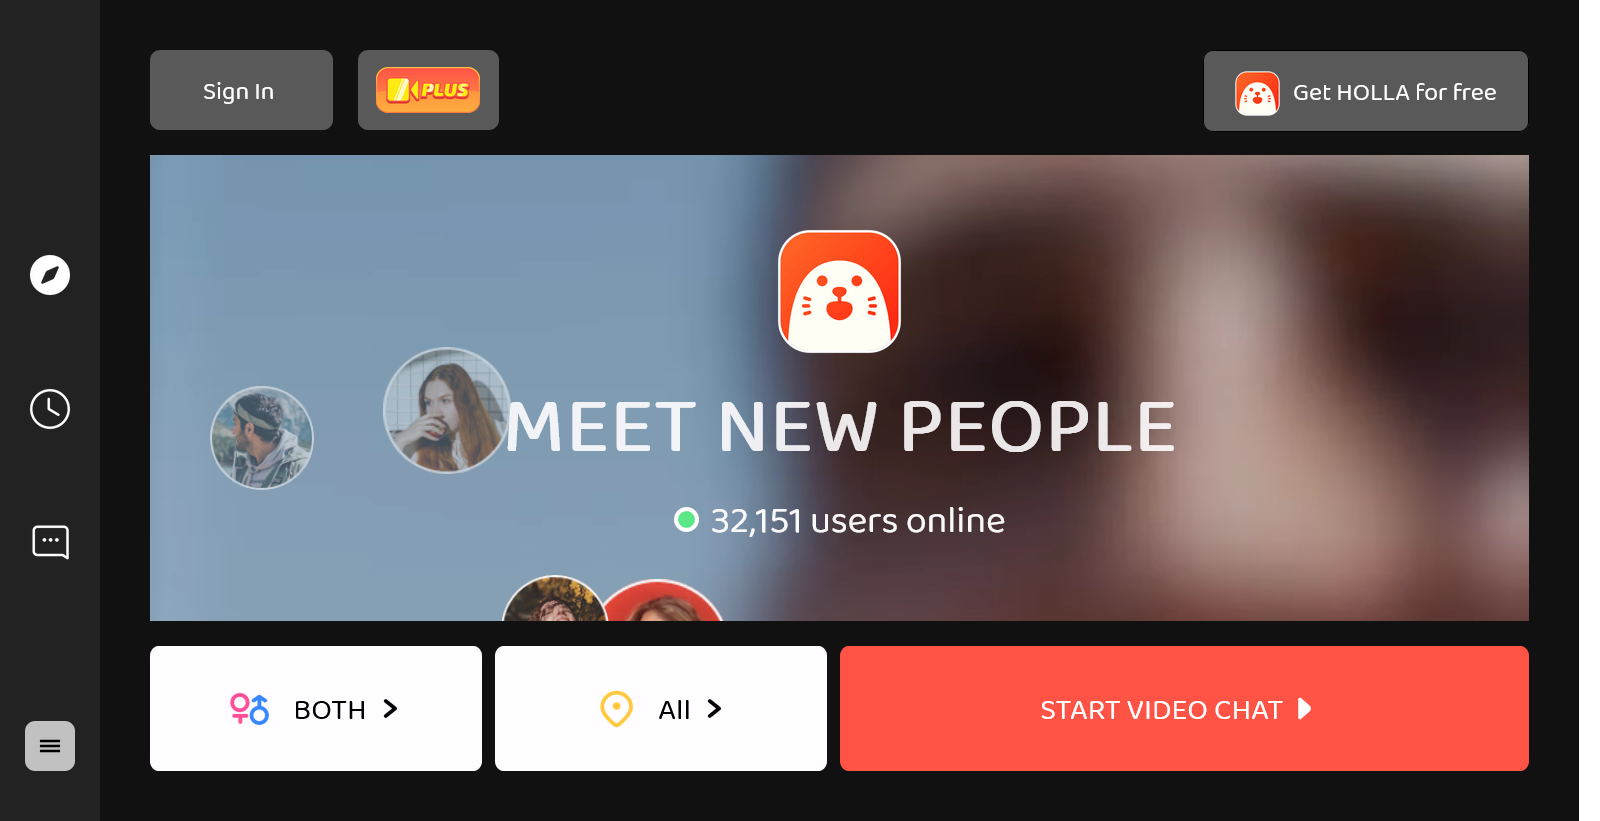 Sign In
PLUS
Get HOLLA for free
MEET NEW PEOPLE
32,151 users online
BOTH
All
START VIDEO CHAT